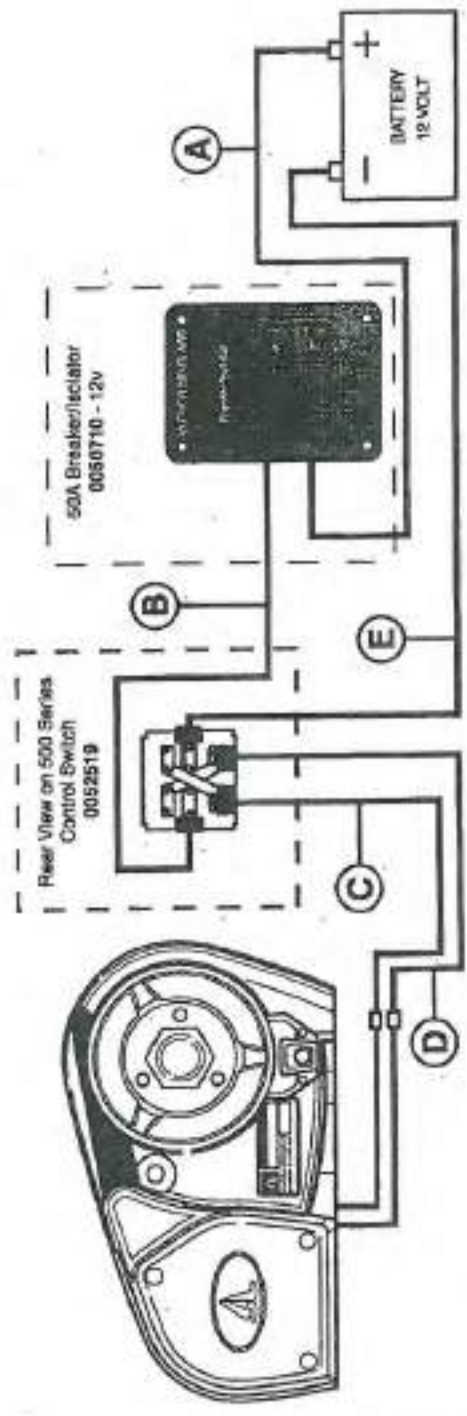 Rear View on 500 Series
Control Switch
0052519
50A Breaker/Isolator
0050710 - 12v
A
B
C
D
E
+
−
BATTERY
12 VOLT